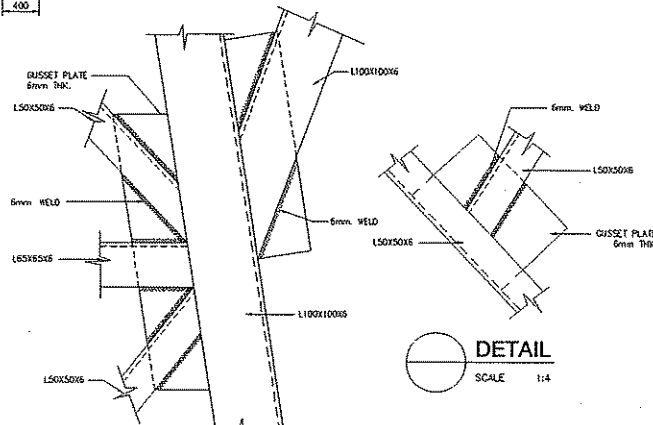 400
GUSSET PLATE
6mm THK.
L50X50X6
L100X100X6
6mm. WELD
L50X50X6
6mm WELD
6mm. WELD
L65X65X6
L50X50X6
GUSSET PLATE
6mm THK
L100X100X6
L50X50X6
DETAIL
SCALE 1:4